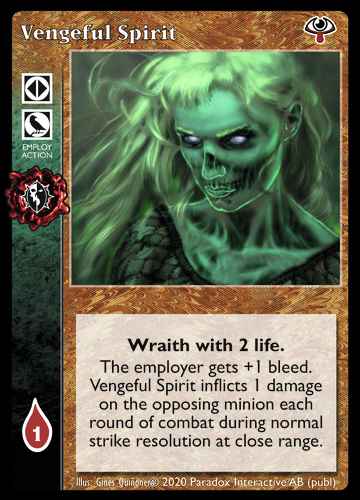 Vengeful Spirit
EMPLOY
ACTION
Wraith with 2 life.
The employer gets +1 bleed.
Vengeful Spirit inflicts 1 damage
on the opposing minion each
round of combat during normal
strike resolution at close range.
1
Illus: Ginés Quiñonero © 2020 Paradox Interactive AB (publ)